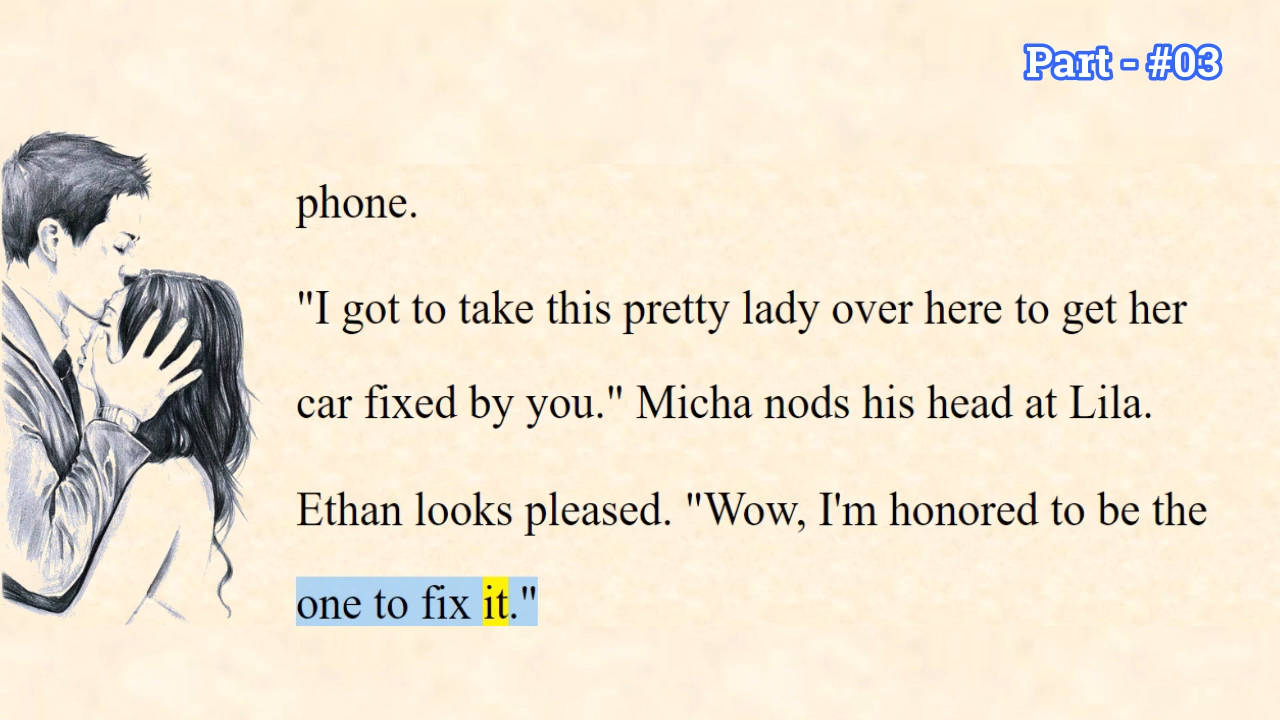 Part - #03
phone.
"I got to take this pretty lady over here to get her
car fixed by you." Micha nods his head at Lila.
Ethan looks pleased. "Wow, I'm honored to be the
one to fix it."